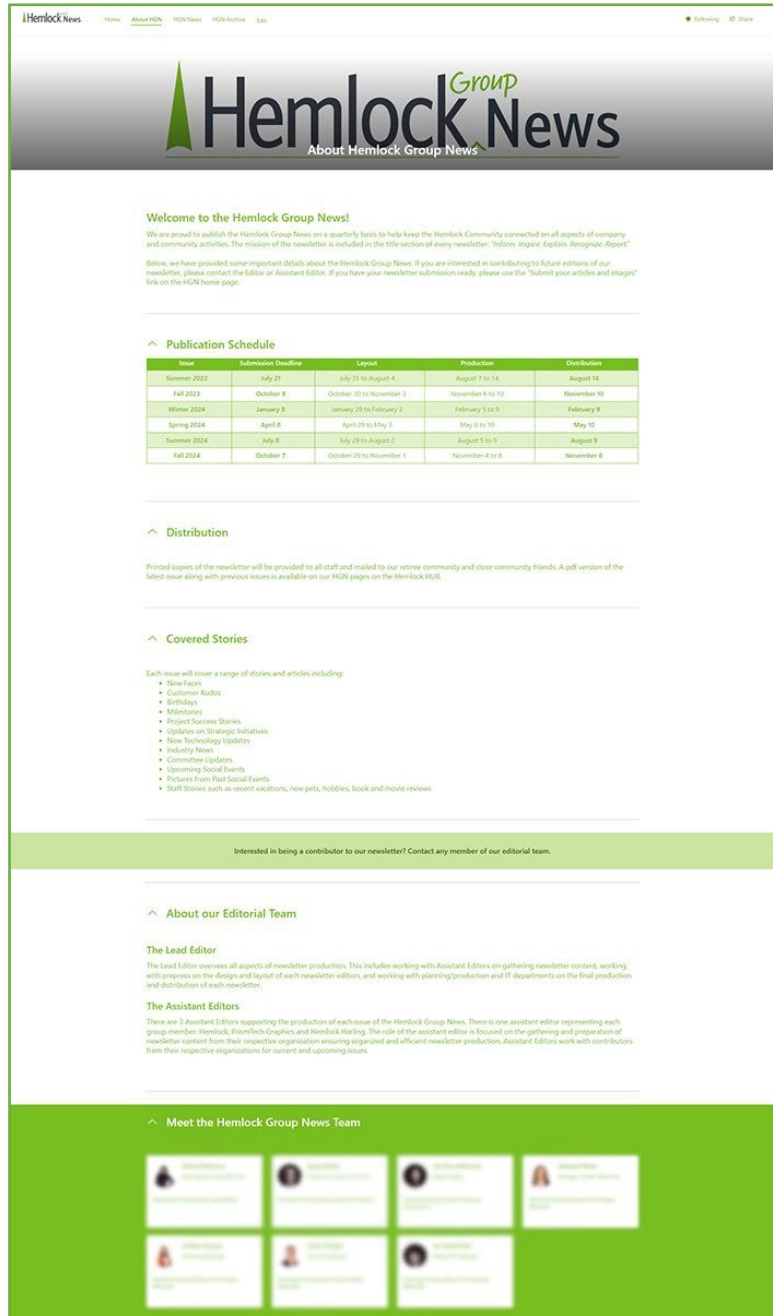 Hemlock Group News
Home About HGN HGN News HGN Archive Edit
Following Share
Group
Hemlock News
About Hemlock Group News
Welcome to the Hemlock Group News!
We are proud to publish the Hemlock Group News on a quarterly basis to help keep the Hemlock Community connected on all aspects of company
and community activities. The mission of the newsletter is included in the title section of every newsletter: "Inform. Inspire. Explain. Recognize. Report."
Below, we have provided some important details about the Hemlock Group News. If you are interested in contributing to future editions of our
newsletter, please contact the Editor or Assistant Editor. If you have your newsletter submission ready, please use the "Submit your articles and images"
link on the HGN home page.
Publication Schedule
Issue Submission Deadline Layout Production Distribution
Summer 2023 July 21 July 31 to August 4 August 7 to 14 August 14
Fall 2023 October 9 October 30 to November 3 November 6 to 10 November 10
Winter 2024 January 8 January 29 to February 2 February 5 to 9 February 9
Spring 2024 April 8 April 29 to May 3 May 6 to 10 May 10
Summer 2024 July 8 July 29 to August 2 August 5 to 9 August 9
Fall 2024 October 7 October 28 to November 1 November 4 to 8 November 8
Distribution
Printed copies of the newsletter will be provided to all staff and mailed to our retiree community and close community friends. A pdf version of the
latest issue along with previous issues is available on our HGN pages on the Hemlock HUB.
Covered Stories
Each issue will cover a range of stories and articles including:
• New Faces
• Customer Kudos
• Birthdays
• Milestones
• Project Success Stories
• Updates on Strategic Initiatives
• New Technology Updates
• Industry News
• Committee Updates
• Upcoming Social Events
• Pictures from Past Social Events
• Staff Stories such as recent vacations, new pets, hobbies, book and movie reviews
Interested in being a contributor to our newsletter? Contact any member of our editorial team.
About our Editorial Team
The Lead Editor
The Lead Editor oversees all aspects of newsletter production. This includes working with Assistant Editors on gathering newsletter content, working
with prepress on the design and layout of each newsletter edition, and working with planning/production and IT departments on the final production
and distribution of each newsletter.
The Assistant Editors
There are 3 Assistant Editors supporting the production of each issue of the Hemlock Group News. There is one assistant editor representing each
group member: Hemlock, PrismTech Graphics and Hemlock Harling. The role of the assistant editor is focused on the gathering and preparation of
newsletter content from their respective organization ensuring organized and efficient newsletter production. Assistant Editors work with contributors
from their respective organizations for current and upcoming issues.
Meet the Hemlock Group News Team